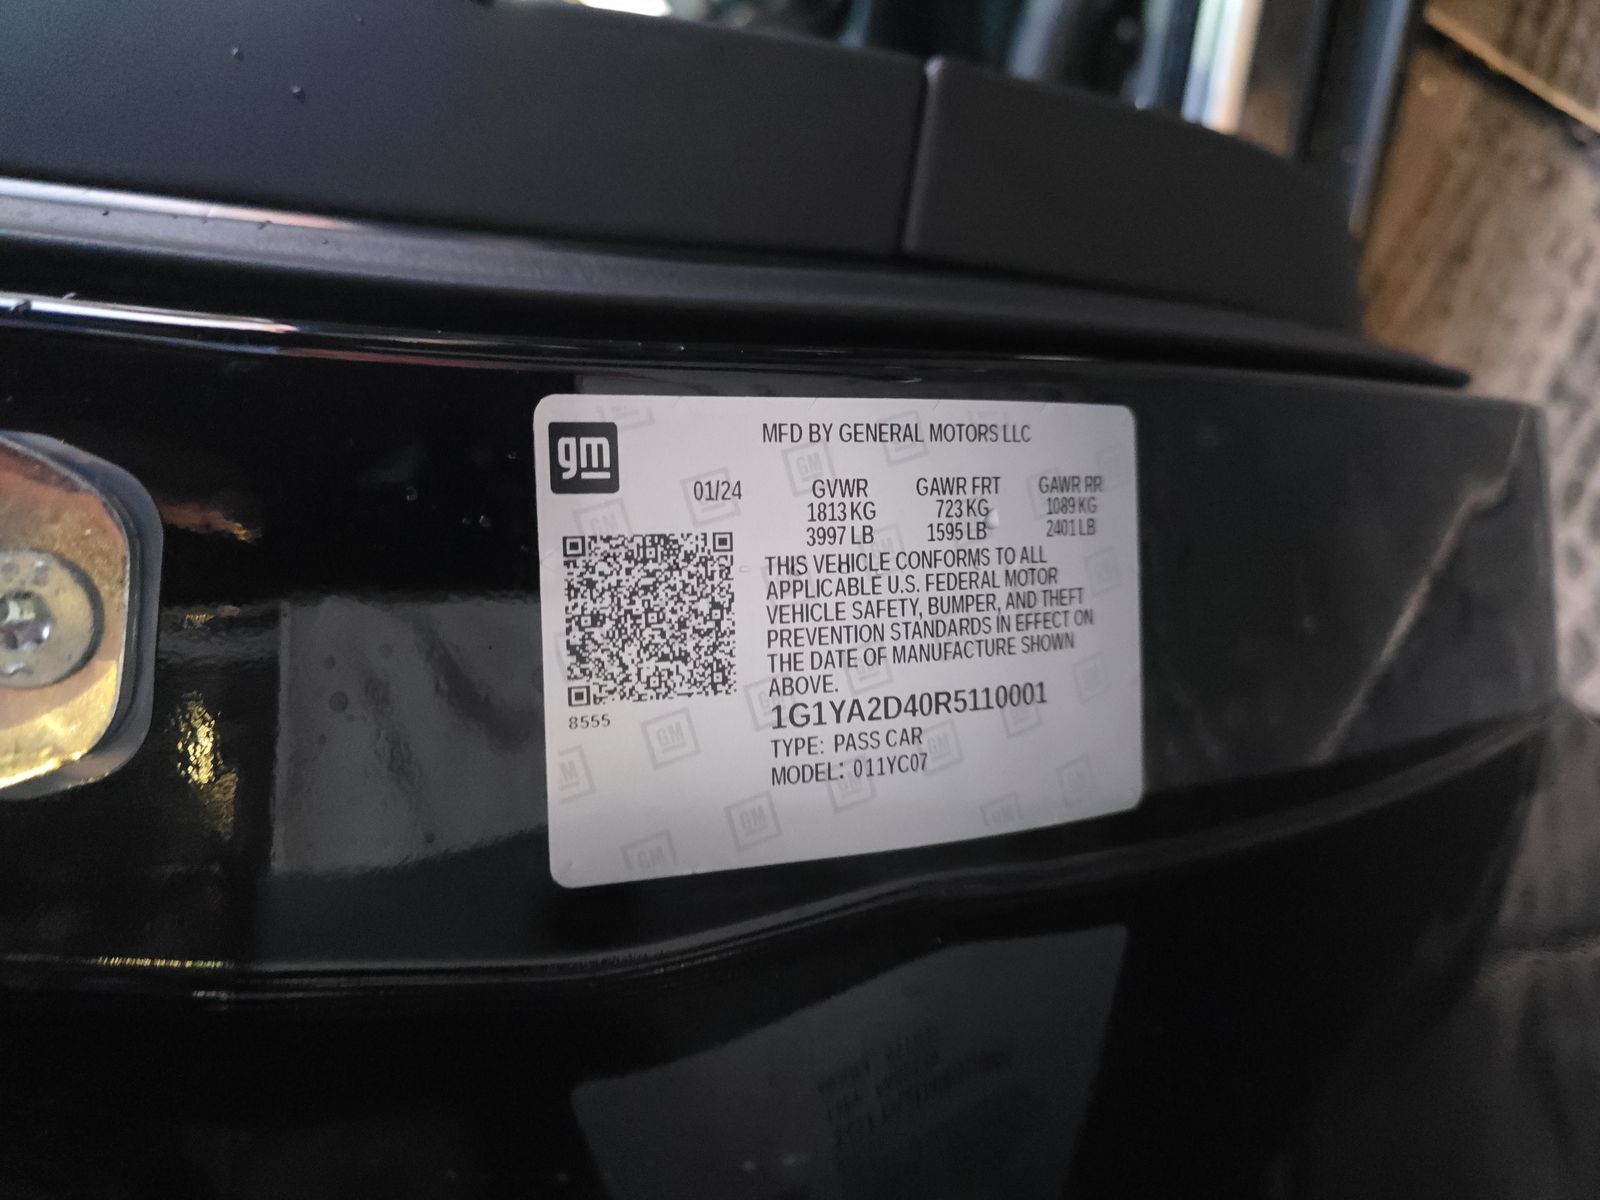 gm
MFD BY GENERAL MOTORS LLC
01/24 GVWR GAWR FRT GAWR RR
1813 KG 723 KG 1089 KG
3997 LB 1595 LB 2401 LB
THIS VEHICLE CONFORMS TO ALL
APPLICABLE U.S. FEDERAL MOTOR
VEHICLE SAFETY, BUMPER, AND THEFT
PREVENTION STANDARDS IN EFFECT ON
THE DATE OF MANUFACTURE SHOWN
ABOVE.
8555
1G1YA2D40R5110001
TYPE: PASS CAR
MODEL: 011YC07